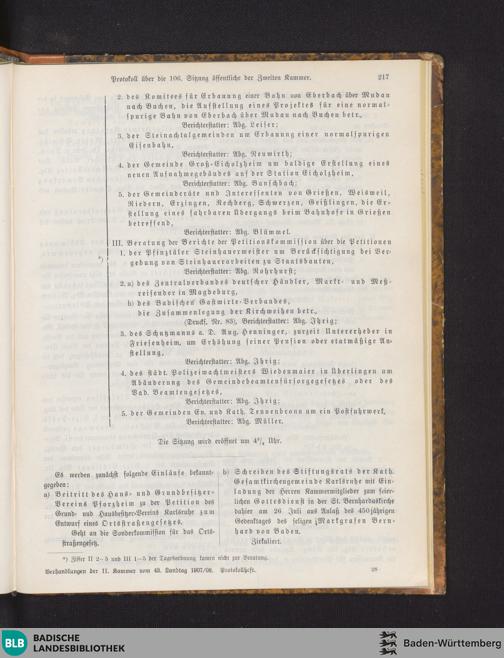 Protokoll über die 106. Sitzung öffentliche der Zweiten Kammer. 217
2. des Komitees für Erbauung einer Bahn von Eberbach über Mudau
nach Buchen, die Aufstellung eines Projektes für eine normal-
spurige Bahn von Eberbach über Mudau nach Buchen betr.,
Berichterstatter: Abg. Leiser;
3. der Steinachtalgemeinden um Erbauung einer normalspurigen
Eisenbahn,
Berichterstatter: Abg. Neuwirth;
4. der Gemeinde Groß-Eicholzheim um baldige Erstellung eines
neuen Aufnahmegebäudes auf der Station Eicholzheim,
Berichterstatter: Abg. Banschbach;
5. der Gemeinderäte und Interessenten von Grießen, Weisweil,
Riedern, Erzingen, Rechberg, Schwerzen, Geißlingen, die Er-
stellung eines fahrbaren Übergangs beim Bahnhofe in Grießen
betreffend,
Berichterstatter: Abg. Blümmel.
III. Beratung der Berichte der Petitionskommission über die Petitionen
*) 1. der Pfinztäler Steinhauermeister um Berücksichtigung bei Ver-
gebung von Steinhauerarbeiten zu Staatsbauten,
Berichterstatter: Abg. Rohrhurst;
2. a) des Zentralverbandes deutscher Händler, Markt- und Meß-
reisender in Magdeburg,
b) des Badischen Gastwirte-Verbandes,
die Zusammenlegung der Kirchweihen betr.,
(Drucks. Nr. 85), Berichterstatter: Abg. Ihrig;
3. des Schutzmanns a. D. Aug. Henninger, zurzeit Untererheber in
Friesenheim, um Erhöhung seiner Pension oder etatmäßige An-
stellung,
Berichterstatter: Abg. Ihrig;
4. des städt. Polizeiwachtmeisters Wiedenmaier in Überlingen um
Abänderung des Gemeindebeamtenfürsorgegesetzes oder des
Bad. Beamtengesetzes,
Berichterstatter: Abg. Ihrig;
5. der Gemeinden Ev. und Kath. Tennenbronn um ein Postfuhrwerk,
Berichterstatter: Abg. Müller.
Die Sitzung wird eröffnet um 4 Uhr.
Es werden zunächst folgende Einläufe bekannt-
gegeben:
a) Beitritt des Haus- und Grundbesitzer-
Vereins Pforzheim zu der Petition des
Grund- und Hausbesitzer-Vereins Karlsruhe zum
Entwurf eines Ortsstraßengesetzes.
Geht an die Sonderkommission für das Orts-
straßengesetz.
b) Schreiben des Stiftungsrats der Kath.
Gesamtkirchengemeinde Karlsruhe mit Ein-
ladung der Herren Kammermitglieder zum feier-
lichen Gottesdienst in der St. Bernharduskirche
dahier am 26. Juli aus Anlaß des 450jährigen
Gedenktages des seligen Markgrafen Bern-
hard von Baden.
Zirkuliert.
*) Ziffer II 2–5 und III 1–5 der Tagesordnung kamen nicht zur Beratung.
Verhandlungen der II. Kammer vom 43. Landtag 1907/08. Protokollheft. 28
BLB BADISCHE
LANDESBIBLIOTHEK
Baden-Württemberg